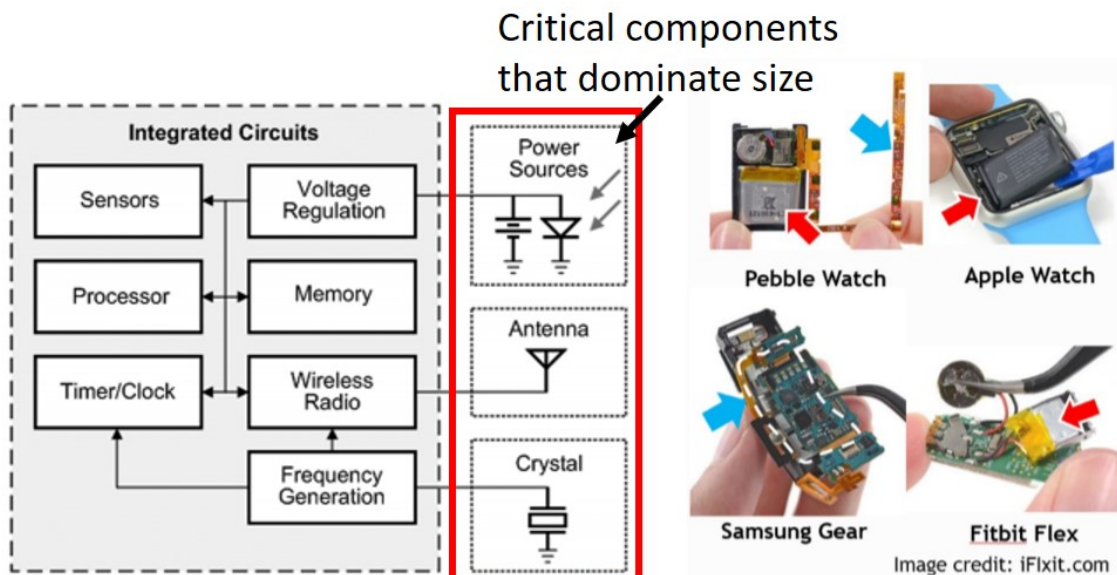 Critical components
that dominate size
Integrated Circuits
Sensors
Voltage
Regulation
Processor
Memory
Timer/Clock
Wireless
Radio
Frequency
Generation
Power
Sources
Antenna
Crystal
Pebble Watch
Apple Watch
Samsung Gear
Fitbit Flex
Image credit: iFIxit.com